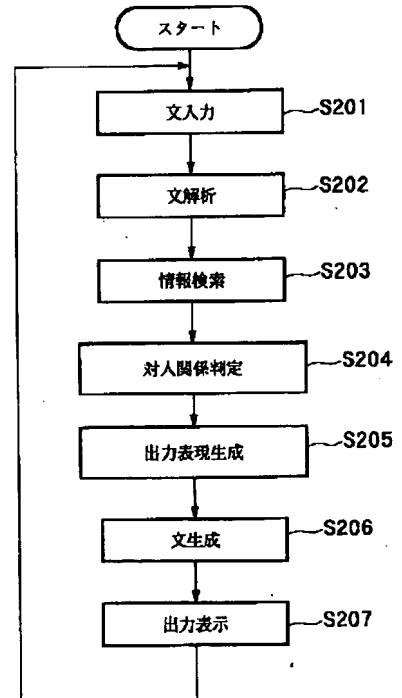 スタート
文入力 S201
文解析 S202
情報検索 S203
対人関係判定 S204
出力表現生成 S205
文生成 S206
出力表示 S207